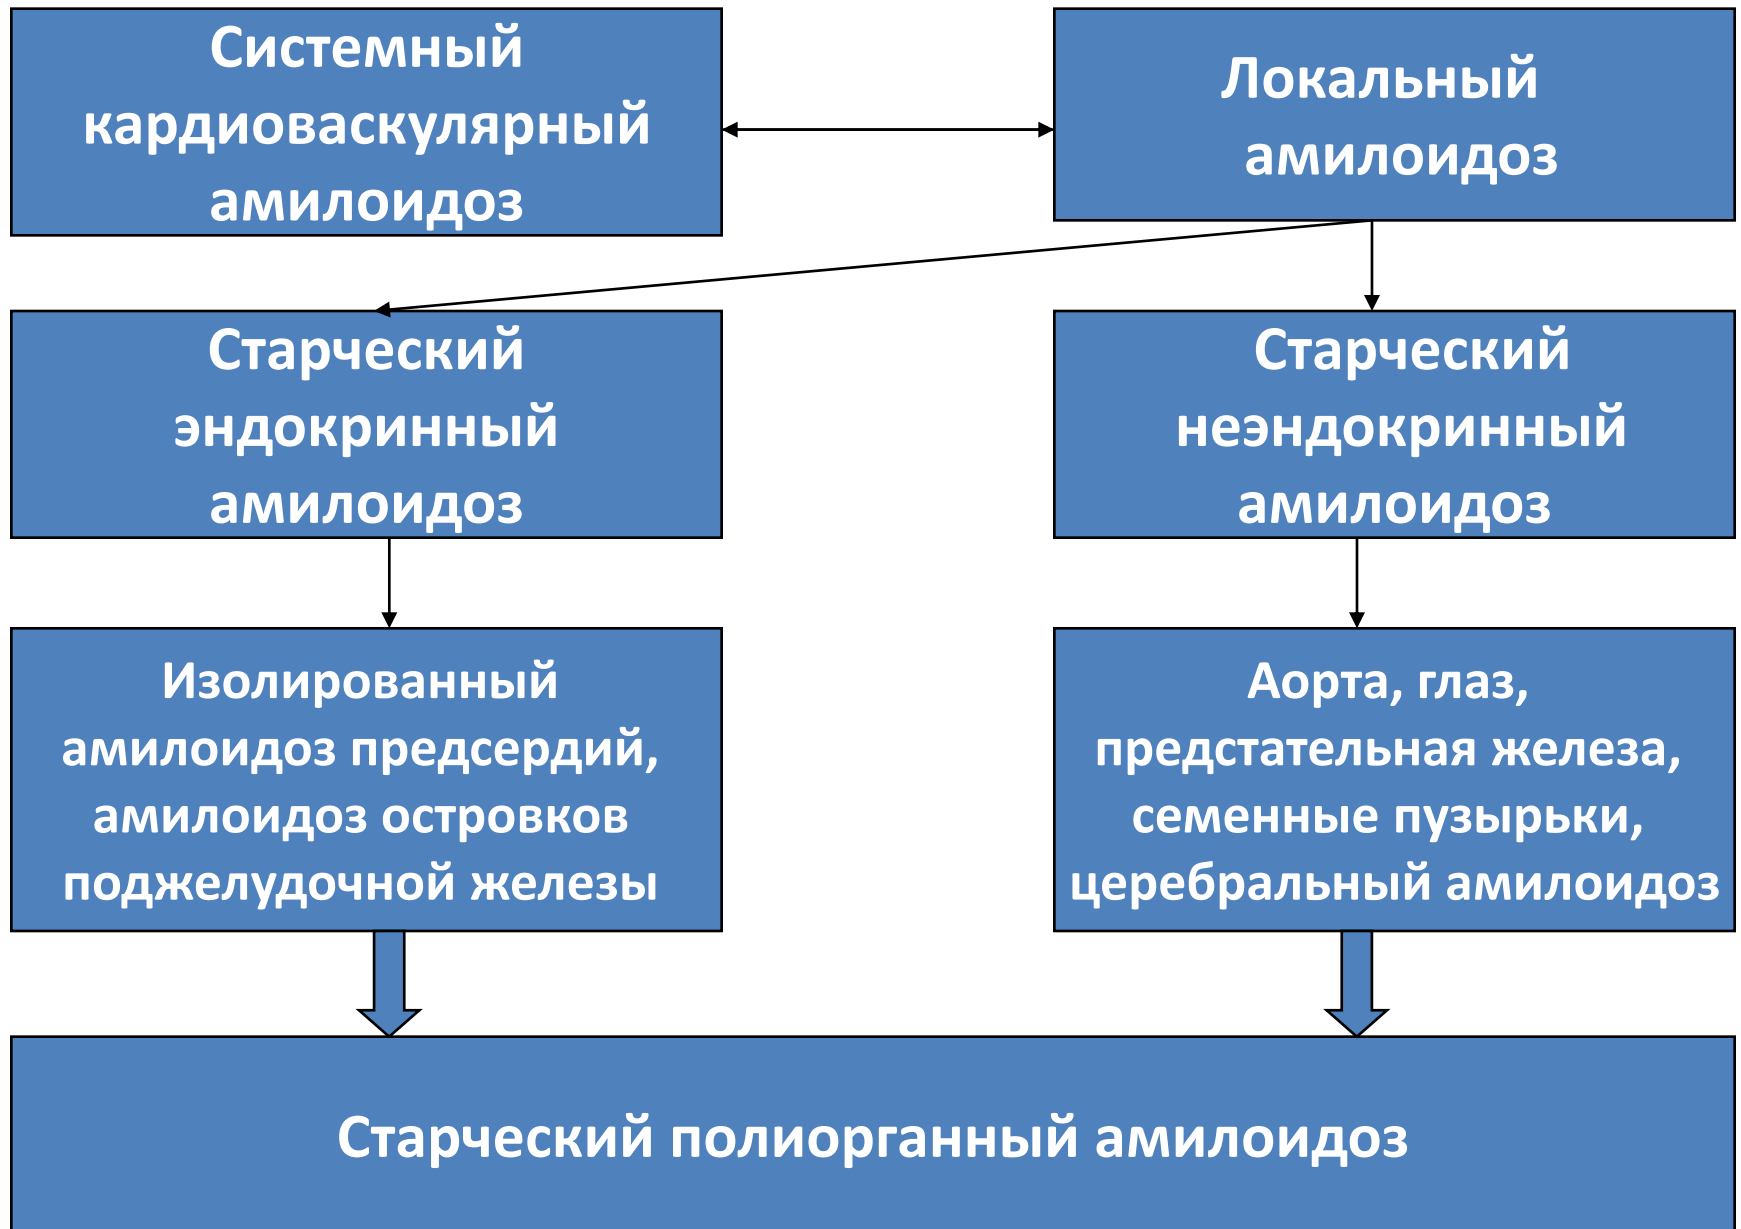 Системный
кардиоваскулярный
амилоидоз
Локальный
амилоидоз
Старческий
эндокринный
амилоидоз
Старческий
неэндокринный
амилоидоз
Изолированный
амилоидоз предсердий,
амилоидоз островков
поджелудочной железы
Аорта, глаз,
предстательная железа,
семенные пузырьки,
церебральный амилоидоз
Старческий полиорганный амилоидоз